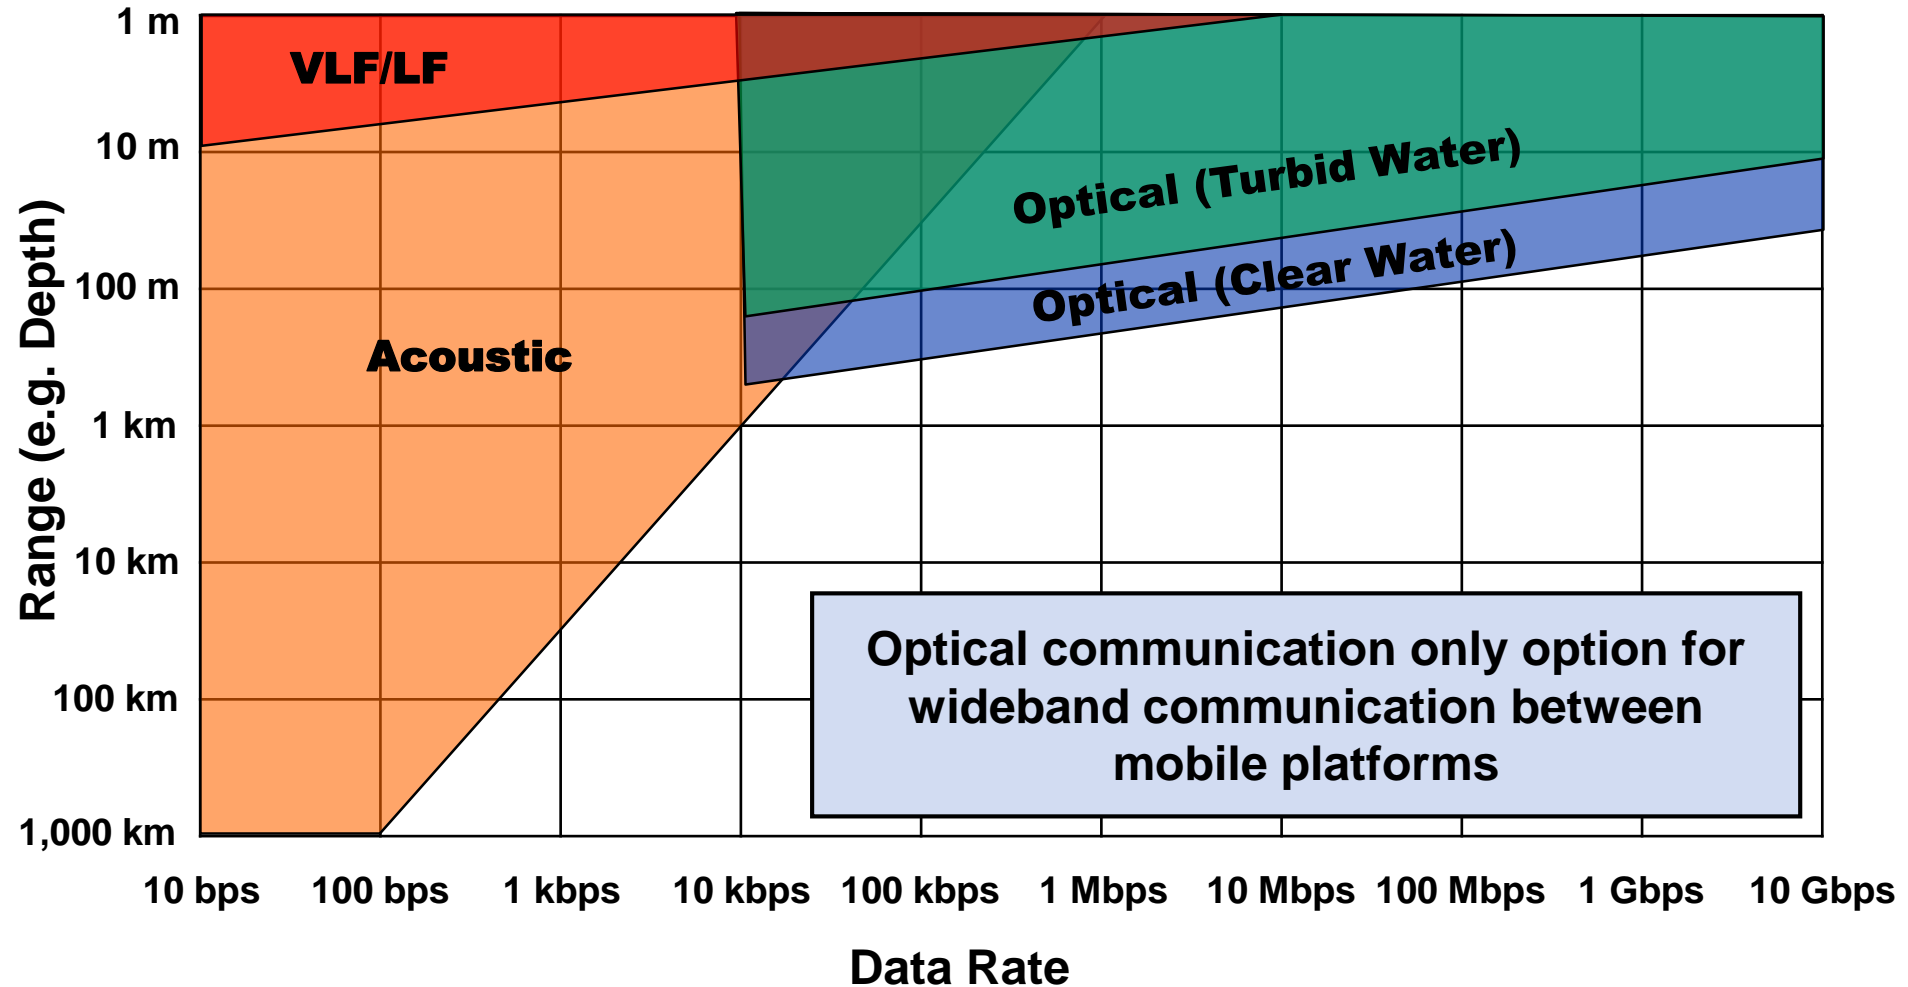 1 m
10 m
100 m
1 km
10 km
100 km
1,000 km
Range (e.g. Depth)
VLF/LF
Acoustic
Optical (Turbid Water)
Optical (Clear Water)
Optical communication only option for
wideband communication between
mobile platforms
10 bps 100 bps 1 kbps 10 kbps 100 kbps 1 Mbps 10 Mbps 100 Mbps 1 Gbps 10 Gbps
Data Rate